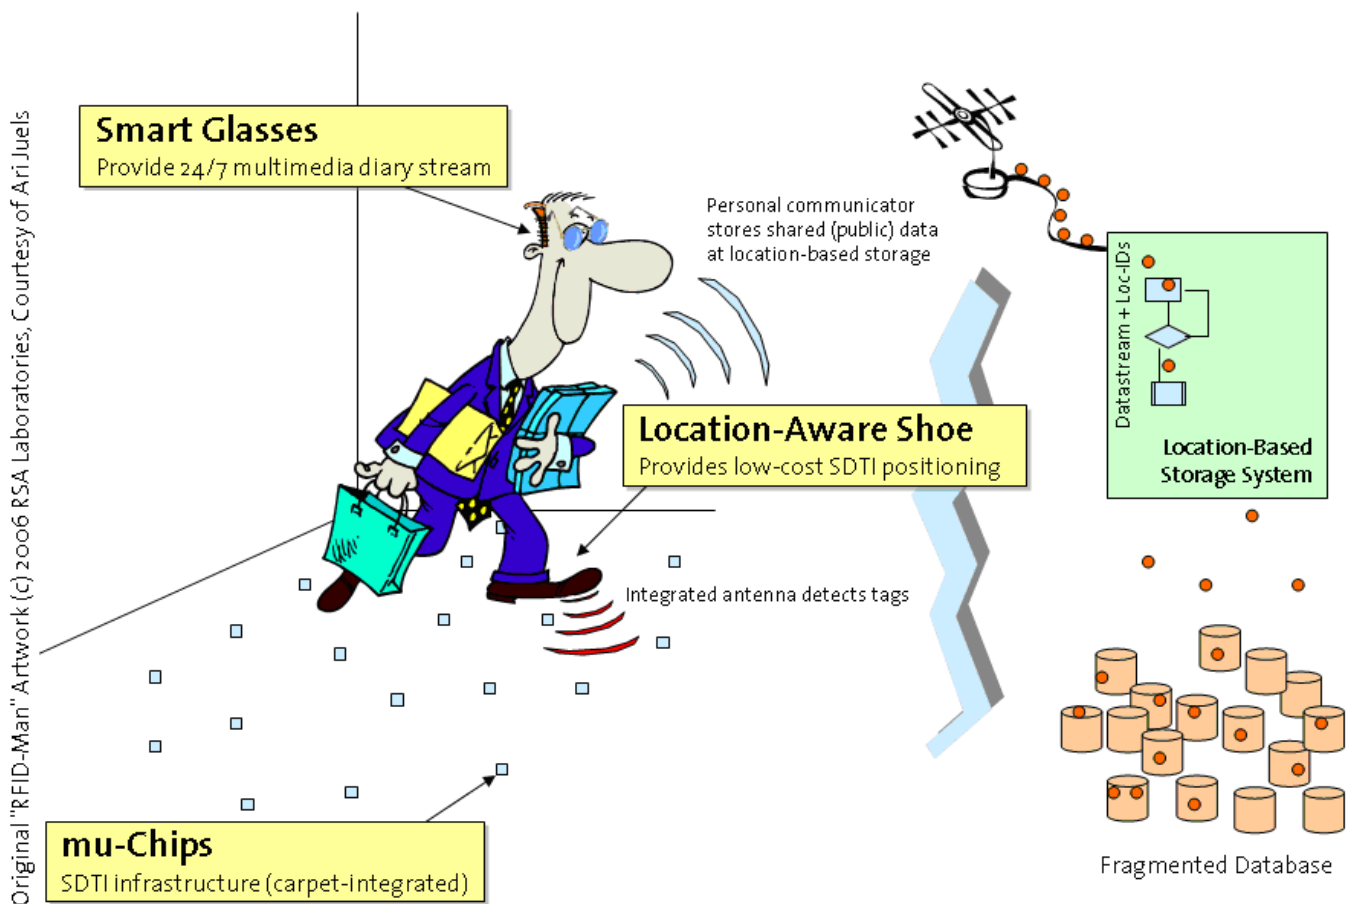 Original "RFID-Man" Artwork (c) 2006 RSA Laboratories, Courtesy of Ari Juels
Smart Glasses
Provide 24/7 multimedia diary stream
Personal communicator
stores shared (public) data
at location-based storage
Location-Aware Shoe
Provides low-cost SDTI positioning
Integrated antenna detects tags
mu-Chips
SDTI infrastructure (carpet-integrated)
Datastream + Loc-IDs
Location-Based
Storage System
Fragmented Database